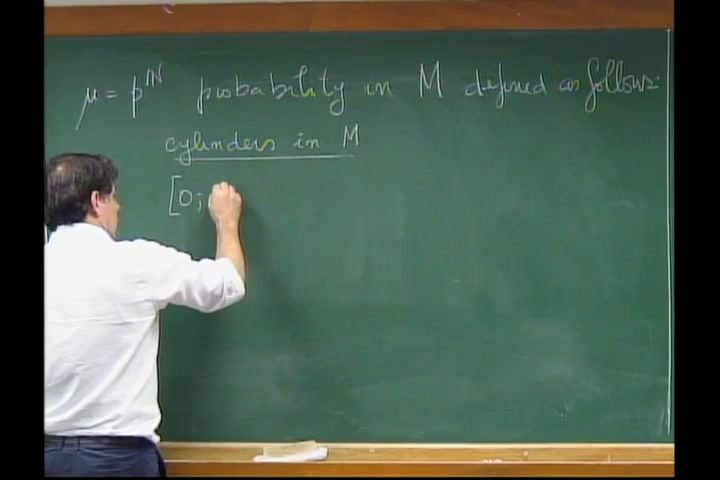 μ = p^ℕ probability in M defined as follows:
cylinders in M
[0;